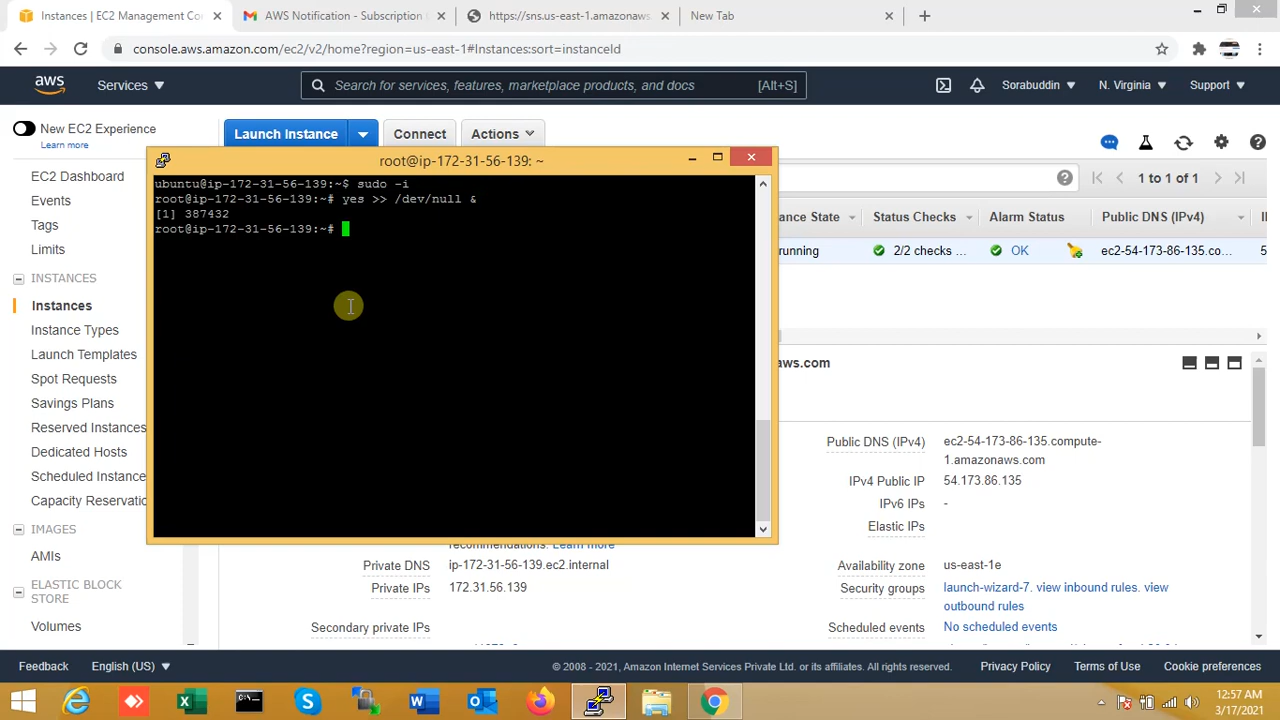 Instances | EC2 Management Co
AWS Notification - Subscription
https://sns.us-east-1.amazonaws.
New Tab
console.aws.amazon.com/ec2/v2/home?region=us-east-1#Instances:sort=instanceId
aws
Services
Search for services, features, marketplace products, and docs
[Alt+S]
Sorabuddin
N. Virginia
Support
New EC2 Experience
Learn more
Launch Instance
Connect
Actions
EC2 Dashboard
Events
Tags
Limits
INSTANCES
Instances
Instance Types
Launch Templates
Spot Requests
Savings Plans
Reserved Instances
Dedicated Hosts
Scheduled Instance
Capacity Reservatio
IMAGES
AMIs
ELASTIC BLOCK
STORE
Volumes
root@ip-172-31-56-139: ~
ubuntu@ip-172-31-56-139:~$ sudo -i
root@ip-172-31-56-139:~# yes >> /dev/null &
[1] 387432
root@ip-172-31-56-139:~#
1 to 1 of 1
Instance State
Status Checks
Alarm Status
Public DNS (IPv4)
running
2/2 checks ...
OK
ec2-54-173-86-135.co...
5
aws.com
Public DNS (IPv4)
ec2-54-173-86-135.compute-
1.amazonaws.com
IPv4 Public IP
54.173.86.135
IPv6 IPs
-
Elastic IPs
recommendations. Learn more
Private DNS
ip-172-31-56-139.ec2.internal
Availability zone
us-east-1e
Private IPs
172.31.56.139
Security groups
launch-wizard-7. view inbound rules. view
outbound rules
Secondary private IPs
Scheduled events
No scheduled events
Feedback
English (US)
© 2008 - 2021, Amazon Internet Services Private Ltd. or its affiliates. All rights reserved.
Privacy Policy
Terms of Use
Cookie preferences
12:57 AM
3/17/2021